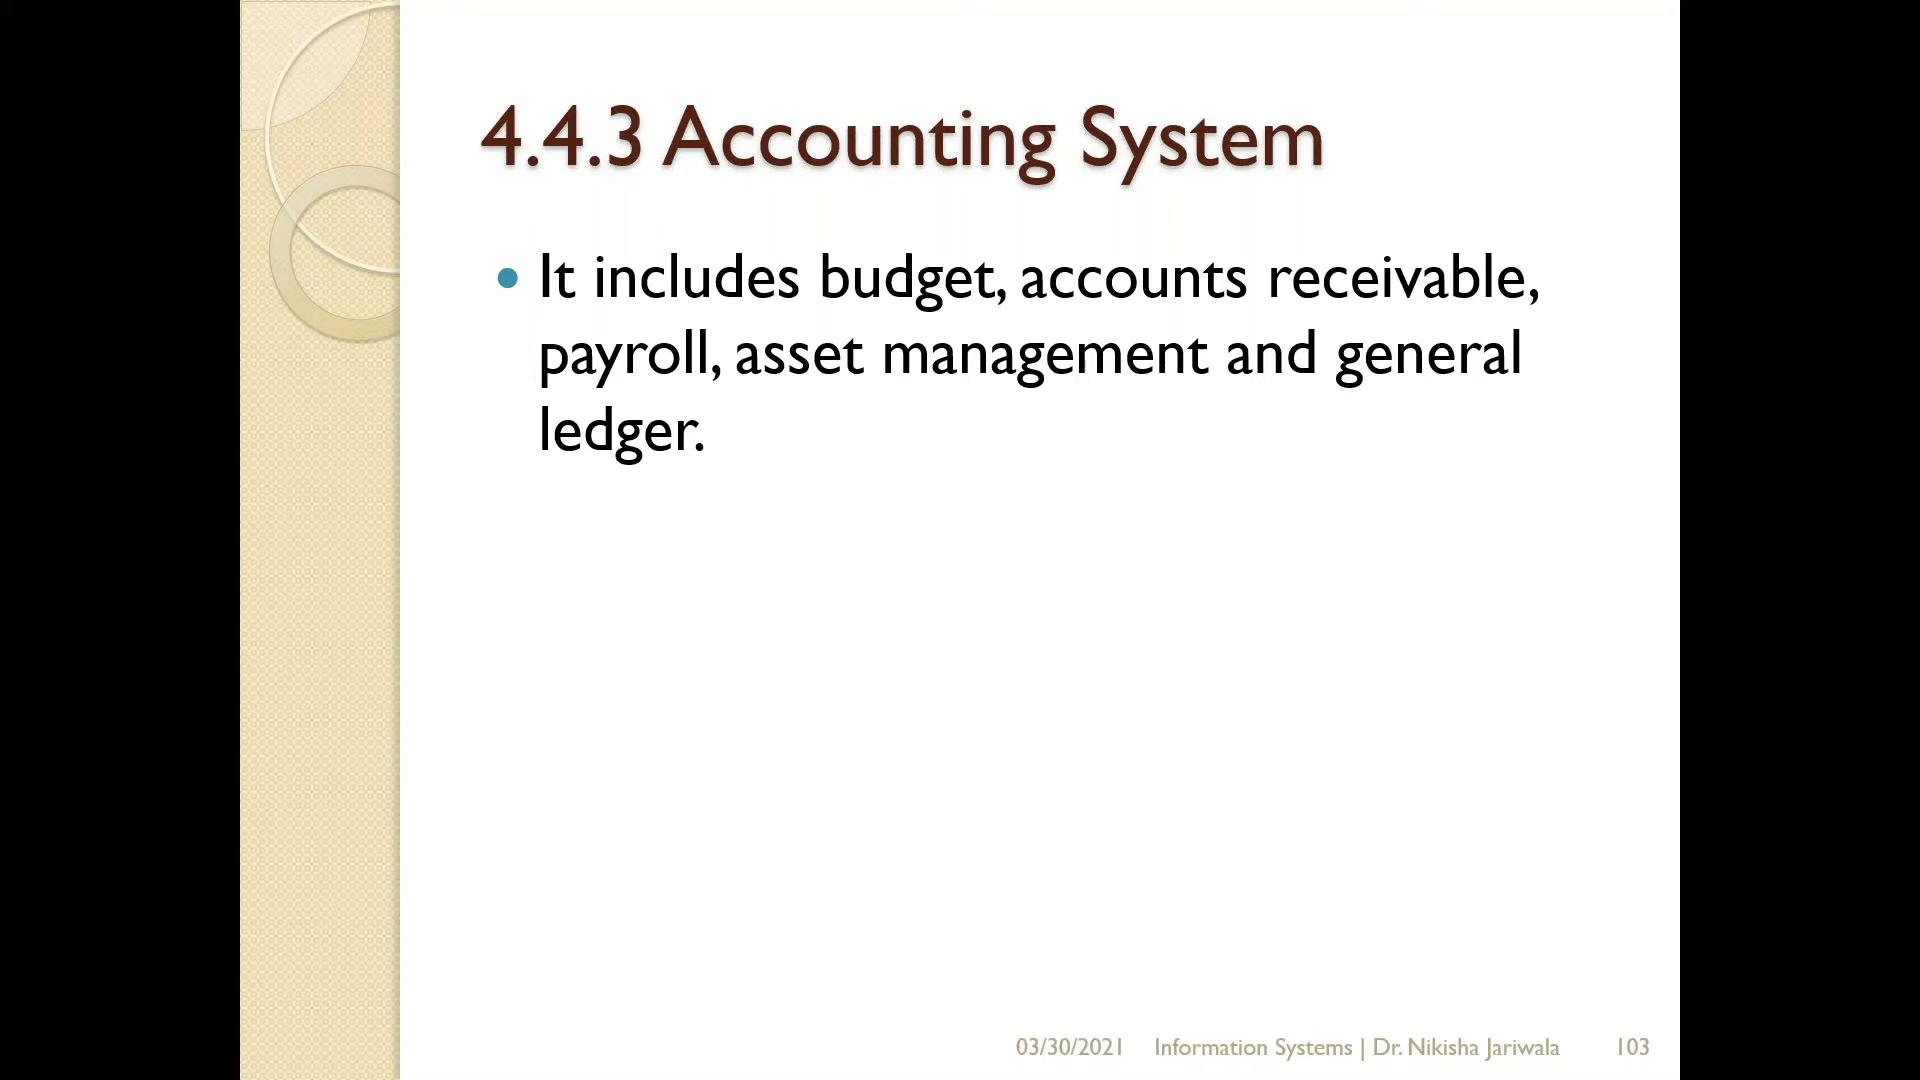 4.4.3 Accounting System
• It includes budget, accounts receivable,
payroll, asset management and general
ledger.
03/30/2021 Information Systems | Dr. Nikisha Jariwala 103